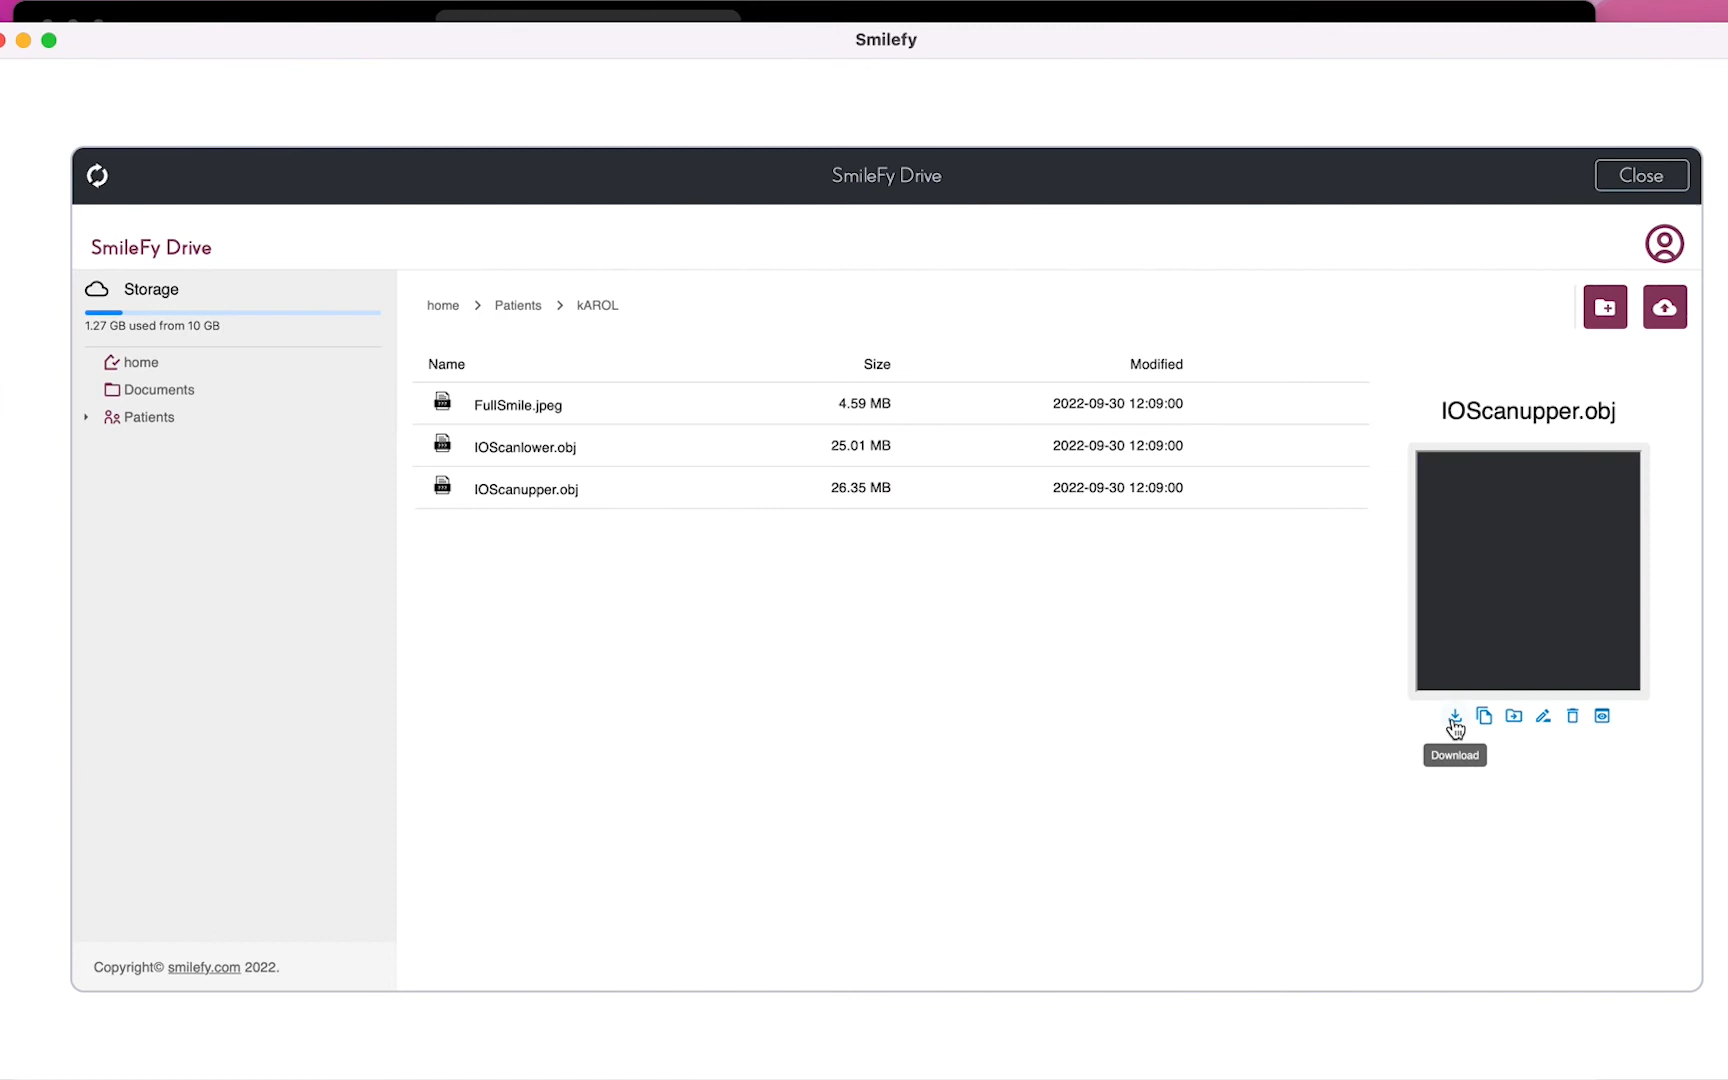 Smilefy
SmileFy Drive
Close
SmileFy Drive
Storage
1.27 GB used from 10 GB
home
Documents
Patients
home > Patients > kAROL
Name Size Modified
FullSmile.jpeg 4.59 MB 2022-09-30 12:09:00
IOScanlower.obj 25.01 MB 2022-09-30 12:09:00
IOScanupper.obj 26.35 MB 2022-09-30 12:09:00
IOScanupper.obj
Download
Copyright© smilefy.com 2022.